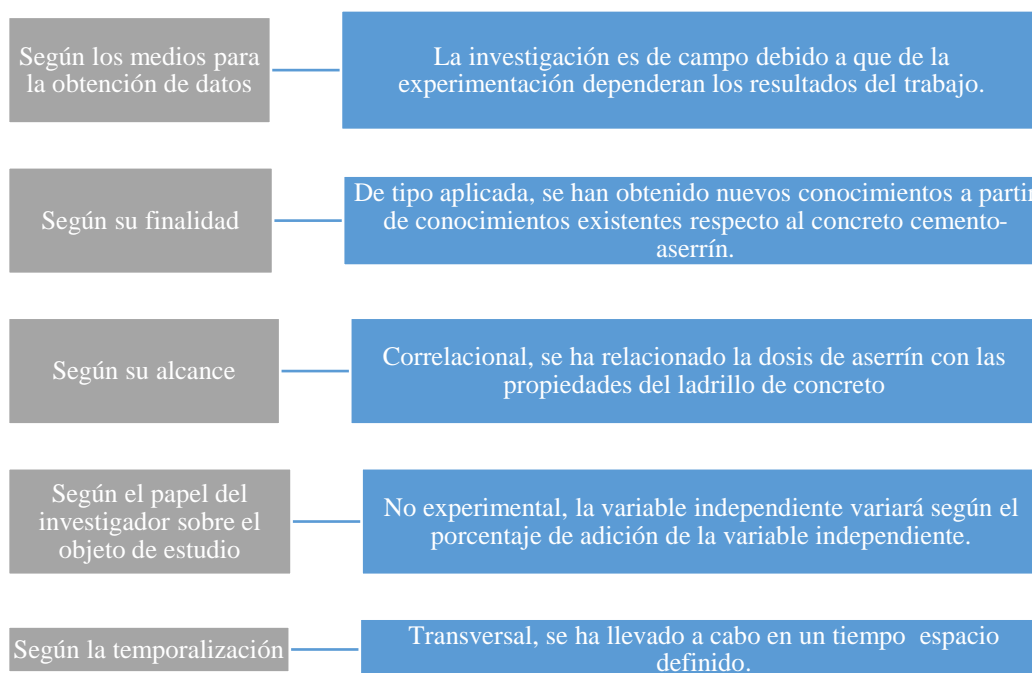 Según los medios para
la obtención de datos
La investigación es de campo debido a que de la
experimentación dependeran los resultados del trabajo.
Según su finalidad
De tipo aplicada, se han obtenido nuevos conocimientos a partir
de conocimientos existentes respecto al concreto cemento-
aserrín.
Según su alcance
Correlacional, se ha relacionado la dosis de aserrín con las
propiedades del ladrillo de concreto
Según el papel del
investigador sobre el
objeto de estudio
No experimental, la variable independiente variará según el
porcentaje de adición de la variable independiente.
Según la temporalización
Transversal, se ha llevado a cabo en un tiempo espacio
definido.